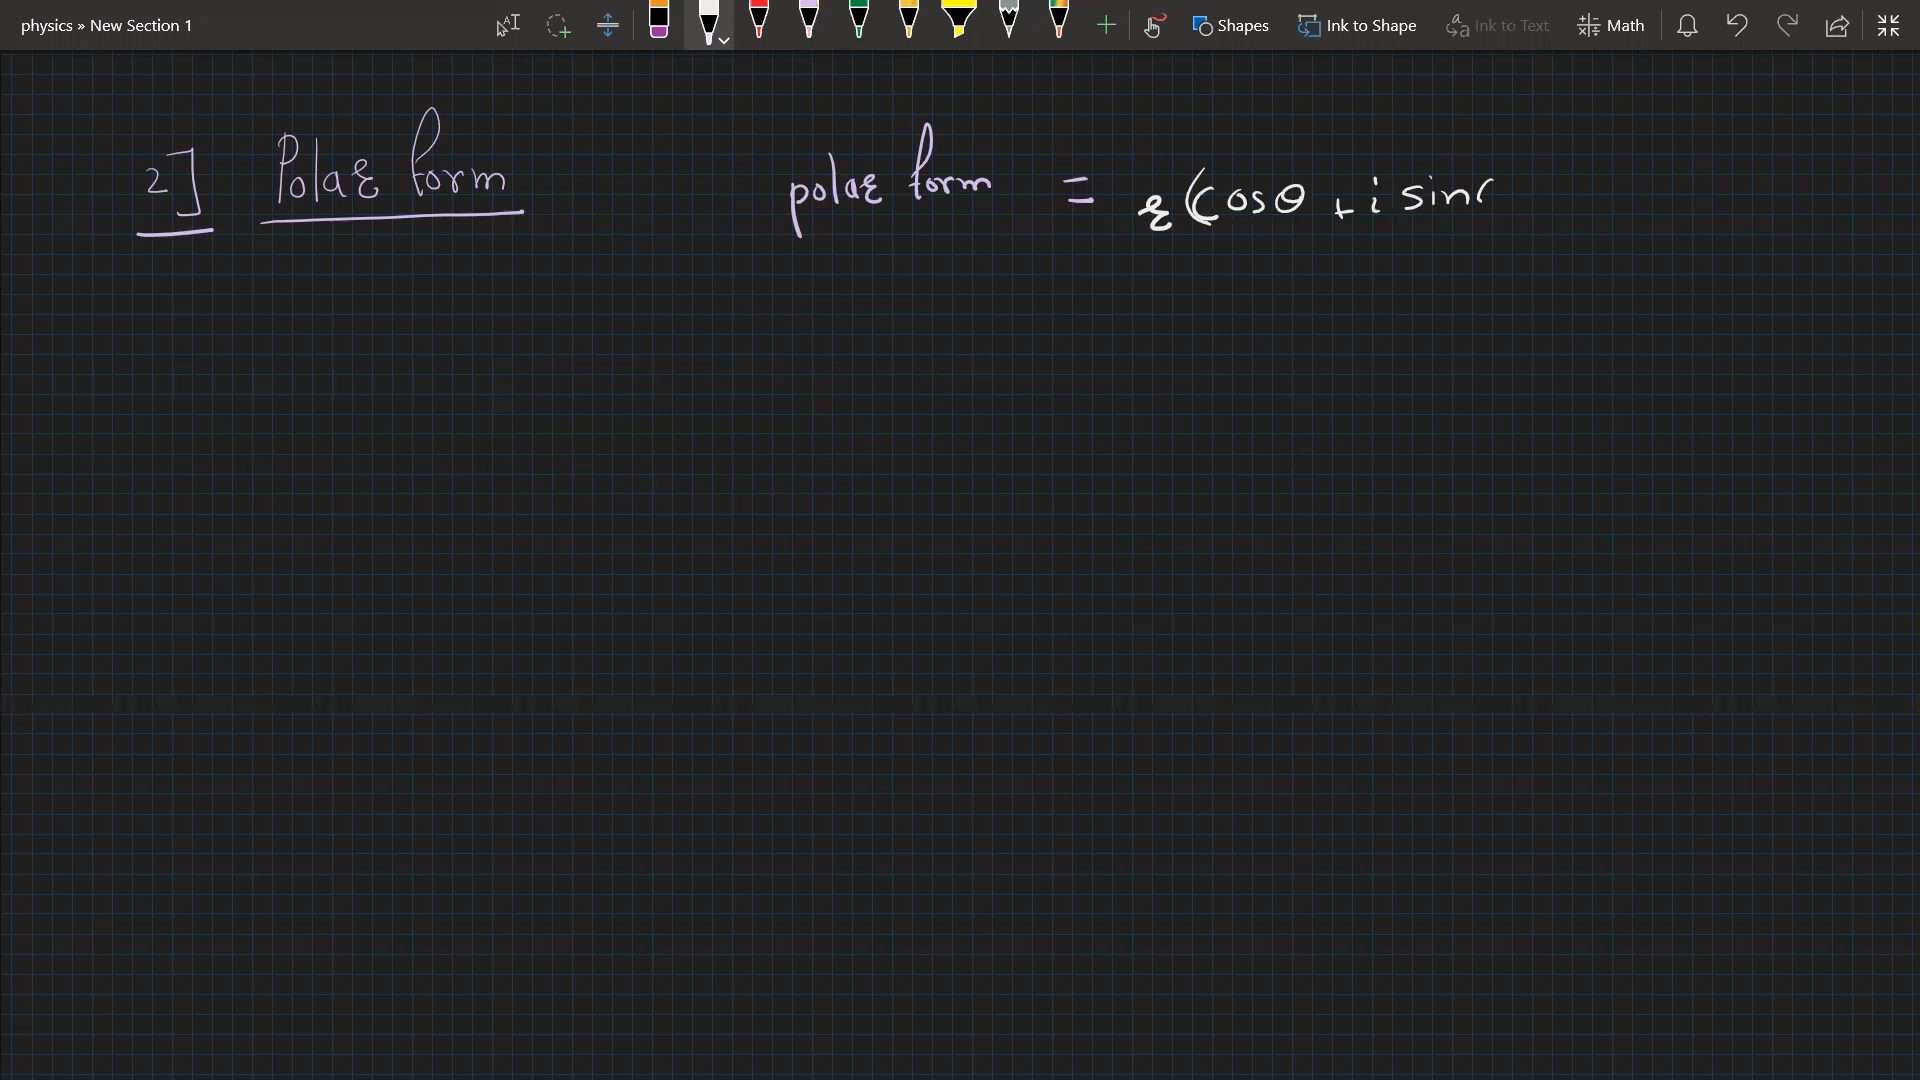 physics » New Section 1 Shapes Ink to Shape Ink to Text Math
2] Polar form polar form = r(cosθ + i sin(